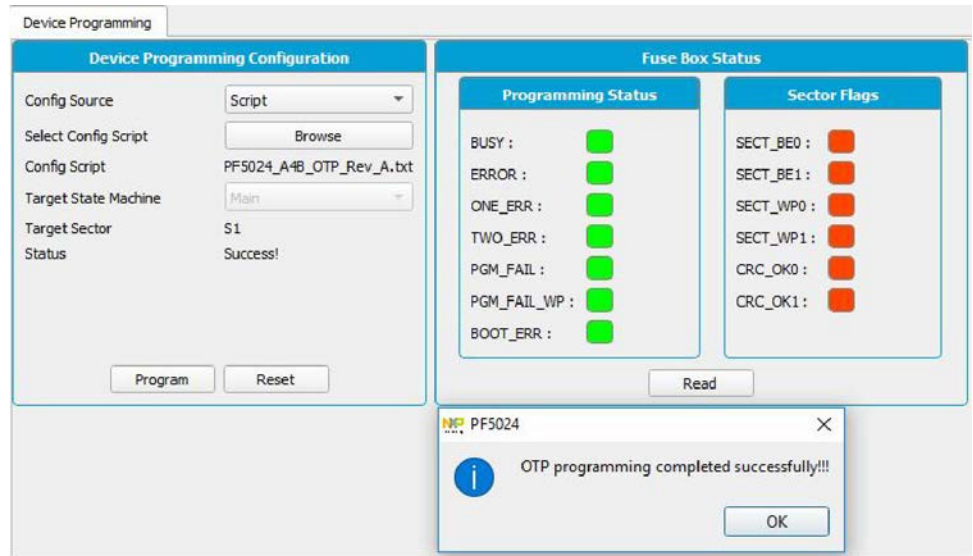 Device Programming
Device Programming Configuration
Config Source
Script
Select Config Script
Browse
Config Script
PF5024_A4B_OTP_Rev_A.txt
Target State Machine
Main
Target Sector
S1
Status
Success!
Program
Reset
Fuse Box Status
Programming Status
BUSY :
ERROR :
ONE_ERR :
TWO_ERR :
PGM_FAIL :
PGM_FAIL_WP :
BOOT_ERR :
Sector Flags
SECT_BE0 :
SECT_BE1 :
SECT_WP0 :
SECT_WP1 :
CRC_OK0 :
CRC_OK1 :
Read
NXP PF5024
OTP programming completed successfully!!!
OK